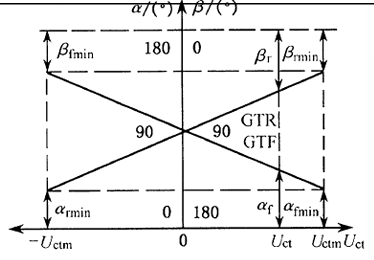 α/(°) β/(°)
βfmin 180 0 βr βrmin
90 90 GTR
GTF
αrmin 0 180 αf αfmin
−Uctm 0 Uct Uctm Uct